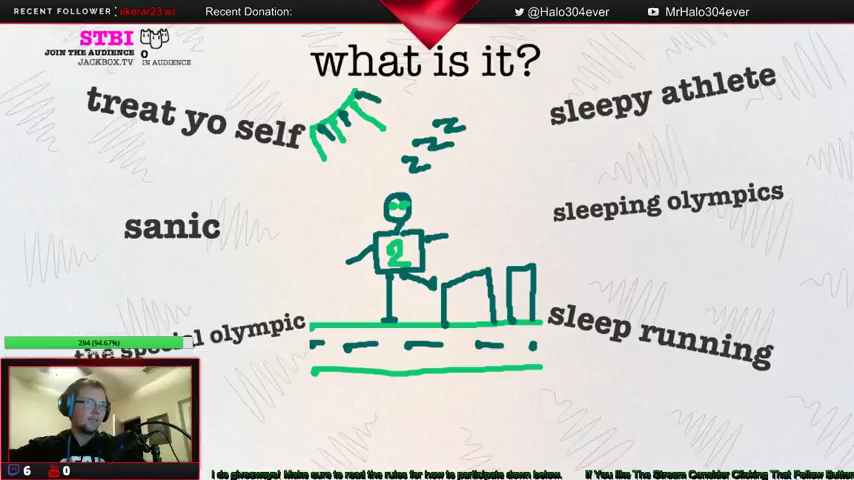 RECENT FOLLOWER
Recent Donation:
@Halo304ever
MrHalo304ever
STBI
JOIN THE AUDIENCE
JACKBOX.TV
0
IN AUDIENCE
what is it?
treat yo self
sleepy athlete
z z z
sanic
sleeping olympics
2
sleep running
olympic
284 (94.67%)
6
0
I do giveaways! Make sure to read the rules for how to participate down below.
If You Like The Stream Consider Clicking That Follow Button